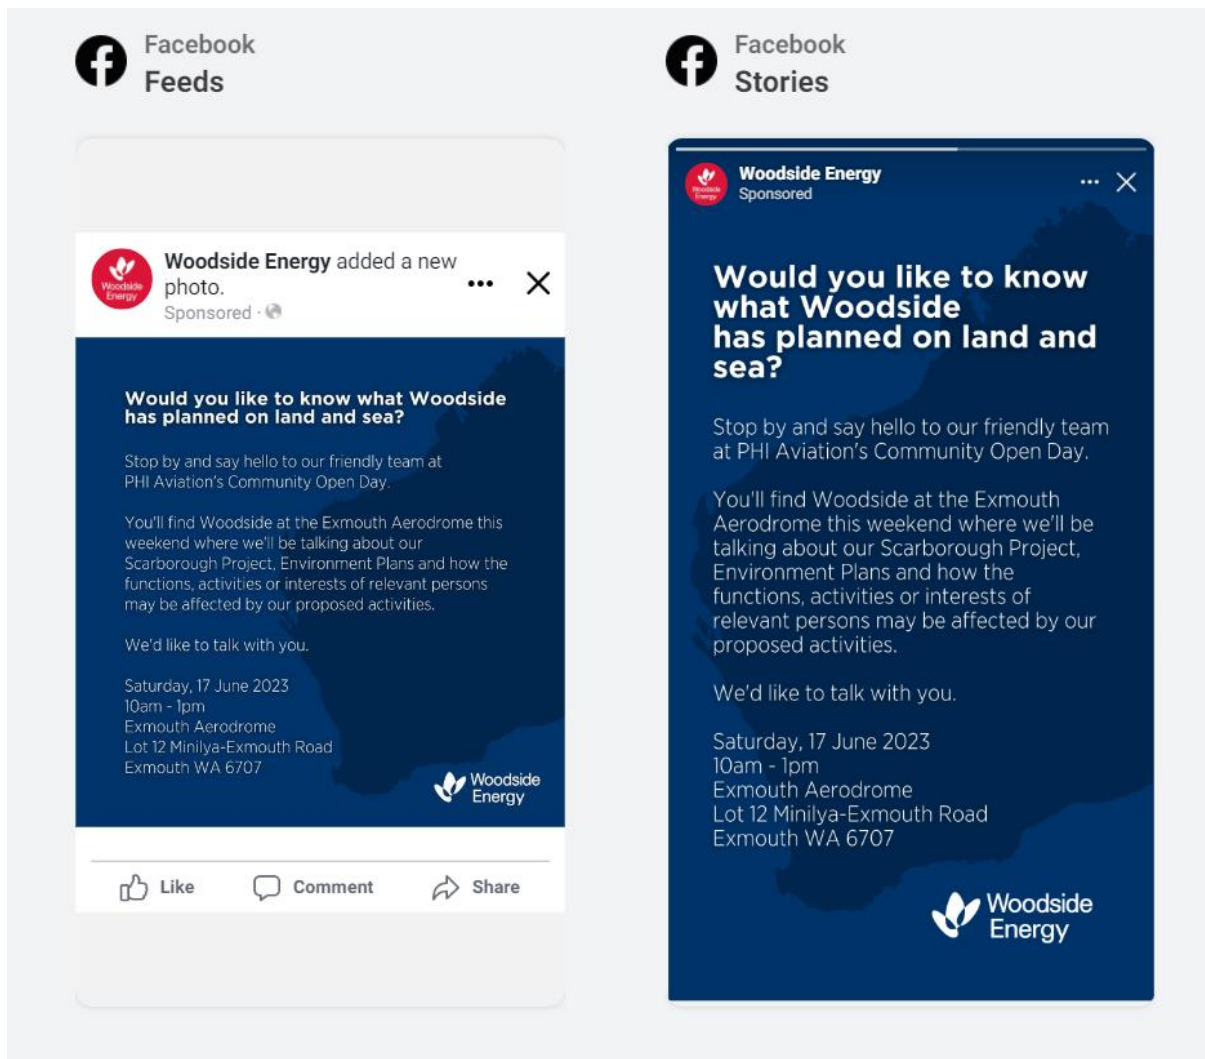 Facebook
Feeds
Woodside Energy added a new
photo.
Sponsored ·
Woodside
Energy
Would you like to know what Woodside
has planned on land and sea?
Stop by and say hello to our friendly team at
PHI Aviation's Community Open Day.
You'll find Woodside at the Exmouth Aerodrome this
weekend where we'll be talking about our
Scarborough Project, Environment Plans and how the
functions, activities or interests of relevant persons
may be affected by our proposed activities.
We'd like to talk with you.
Saturday, 17 June 2023
10am - 1pm
Exmouth Aerodrome
Lot 12 Minilya-Exmouth Road
Exmouth WA 6707
Woodside
Energy
Like
Comment
Share
Facebook
Stories
Woodside Energy
Sponsored
Woodside
Energy
Would you like to know
what Woodside
has planned on land and
sea?
Stop by and say hello to our friendly team
at PHI Aviation's Community Open Day.
You'll find Woodside at the Exmouth
Aerodrome this weekend where we'll be
talking about our Scarborough Project,
Environment Plans and how the
functions, activities or interests of
relevant persons may be affected by our
proposed activities.
We'd like to talk with you.
Saturday, 17 June 2023
10am - 1pm
Exmouth Aerodrome
Lot 12 Minilya-Exmouth Road
Exmouth WA 6707
Woodside
Energy